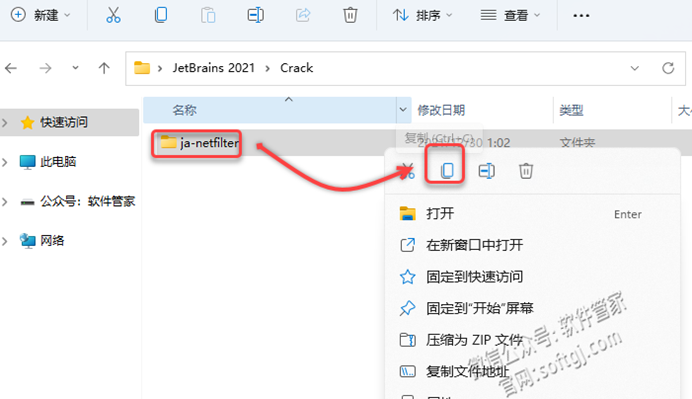 新建
排序
查看
JetBrains 2021
Crack
名称
修改日期
类型
大小
快速访问
ja-netfilter
复制 (Ctrl+C)
1:02
文件夹
此电脑
公众号：软件管家
网络
打开
Enter
在新窗口中打开
固定到快速访问
固定到"开始"屏幕
压缩为 ZIP 文件
复制文件地址
微信公众号: 软件管家
官网:softgj.com